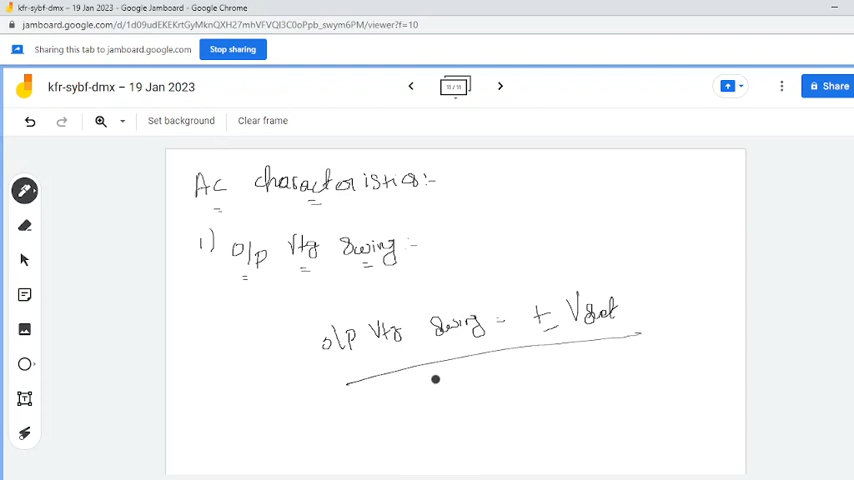 kfr-sybf-dmx – 19 Jan 2023 - Google Jamboard - Google Chrome
jamboard.google.com/d/1d09udEKEKrtGyMknQXH27mhVFVQI3C0oPpb_swym6PM/viewer?f=10
Sharing this tab to jamboard.google.com Stop sharing
kfr-sybf-dmx – 19 Jan 2023 Share
Set background Clear frame
AC characteristics:-
1) O/P Vtg Swing:-
o/p Vtg Swing = ± Vsat